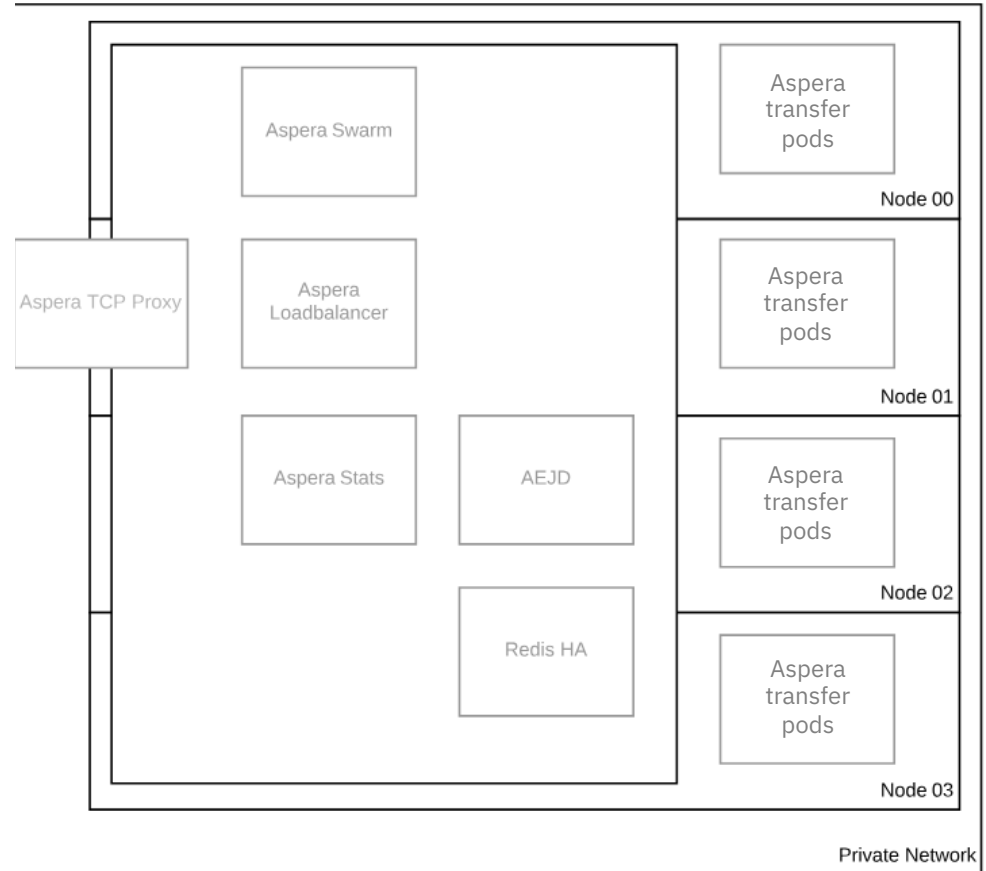 Aspera Swarm
Aspera
transfer
pods
Node 00
Aspera TCP Proxy
Aspera
Loadbalancer
Aspera
transfer
pods
Node 01
Aspera Stats
AEJD
Aspera
transfer
pods
Node 02
Redis HA
Aspera
transfer
pods
Node 03
Private Network